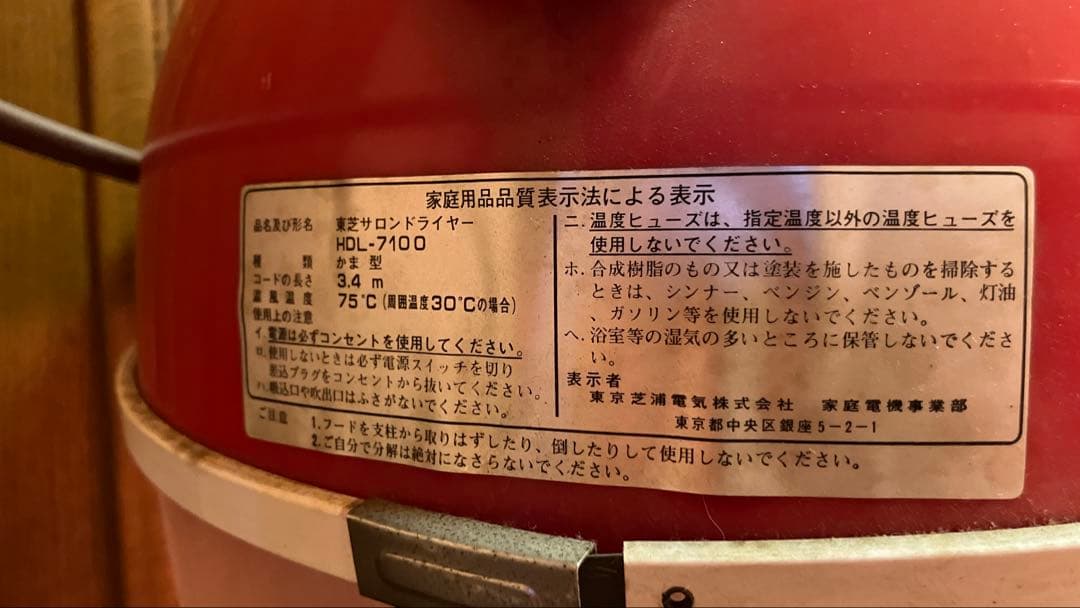 家庭用品品質表示法による表示
品名及び形名 東芝サロンドライヤー
HDL-7100
種類 かま型
コードの長さ 3.4 m
温風温度 75℃(周囲温度30℃の場合)
使用上の注意
イ.電源は必ずコンセントを使用してください。
ロ.使用しないときは必ず電源スイッチを切り
差込プラグをコンセントから抜いてください。
ハ.吸込口や吹出口はふさがないでください。
ニ.温度ヒューズは、指定温度以外の温度ヒューズを
使用しないでください。
ホ.合成樹脂のもの又は塗装を施したものを掃除する
ときは、シンナー、ベンジン、ベンゾール、灯油
、ガソリン等を使用しないでください。
ヘ.浴室等の湿気の多いところに保管しないでくださ
い。
表示者
東京芝浦電気株式会社 家庭電機事業部
東京都中央区銀座5-2-1
ご注意 1.フードを支柱から取りはずしたり、倒したりして使用しないでください。
2.ご自分で分解は絶対になさらないでください。